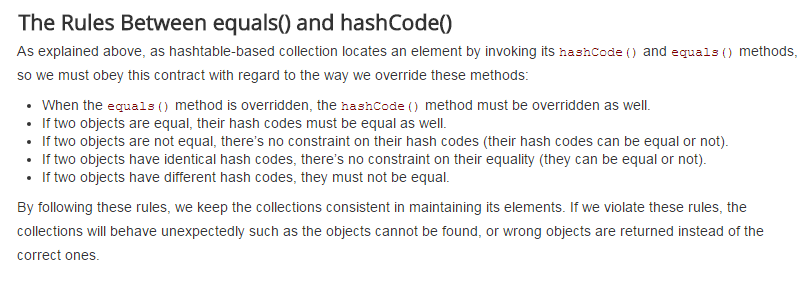 The Rules Between equals() and hashCode()
As explained above, as hashtable-based collection locates an element by invoking its hashCode() and equals() methods,
so we must obey this contract with regard to the way we override these methods:
• When the equals() method is overridden, the hashCode() method must be overridden as well.
• If two objects are equal, their hash codes must be equal as well.
• If two objects are not equal, there's no constraint on their hash codes (their hash codes can be equal or not).
• If two objects have identical hash codes, there's no constraint on their equality (they can be equal or not).
• If two objects have different hash codes, they must not be equal.
By following these rules, we keep the collections consistent in maintaining its elements. If we violate these rules, the
collections will behave unexpectedly such as the objects cannot be found, or wrong objects are returned instead of the
correct ones.